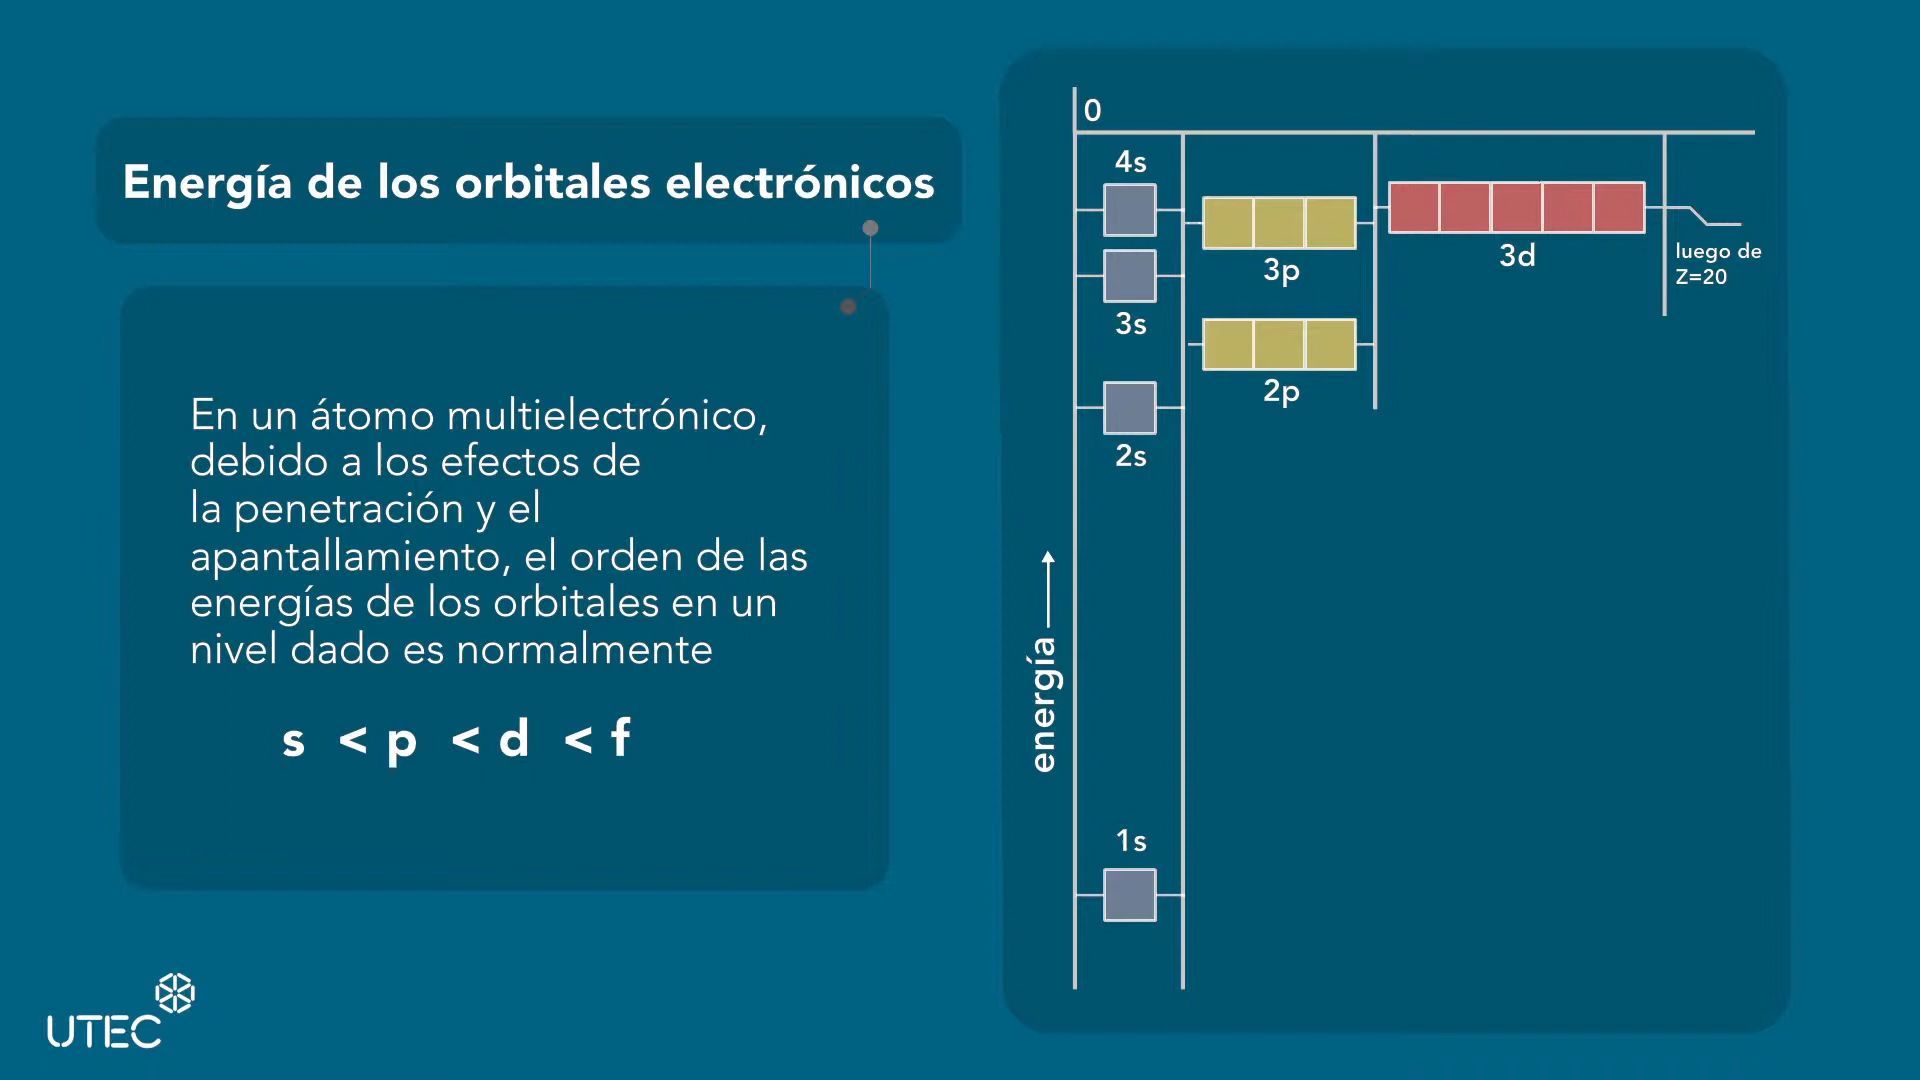 Energía de los orbitales electrónicos
En un átomo multielectrónico,
debido a los efectos de
la penetración y el
apantallamiento, el orden de las
energías de los orbitales en un
nivel dado es normalmente
s < p < d < f
UTEC
0
4s
3s
2s
1s
3p
2p
3d
luego de
Z=20
energía